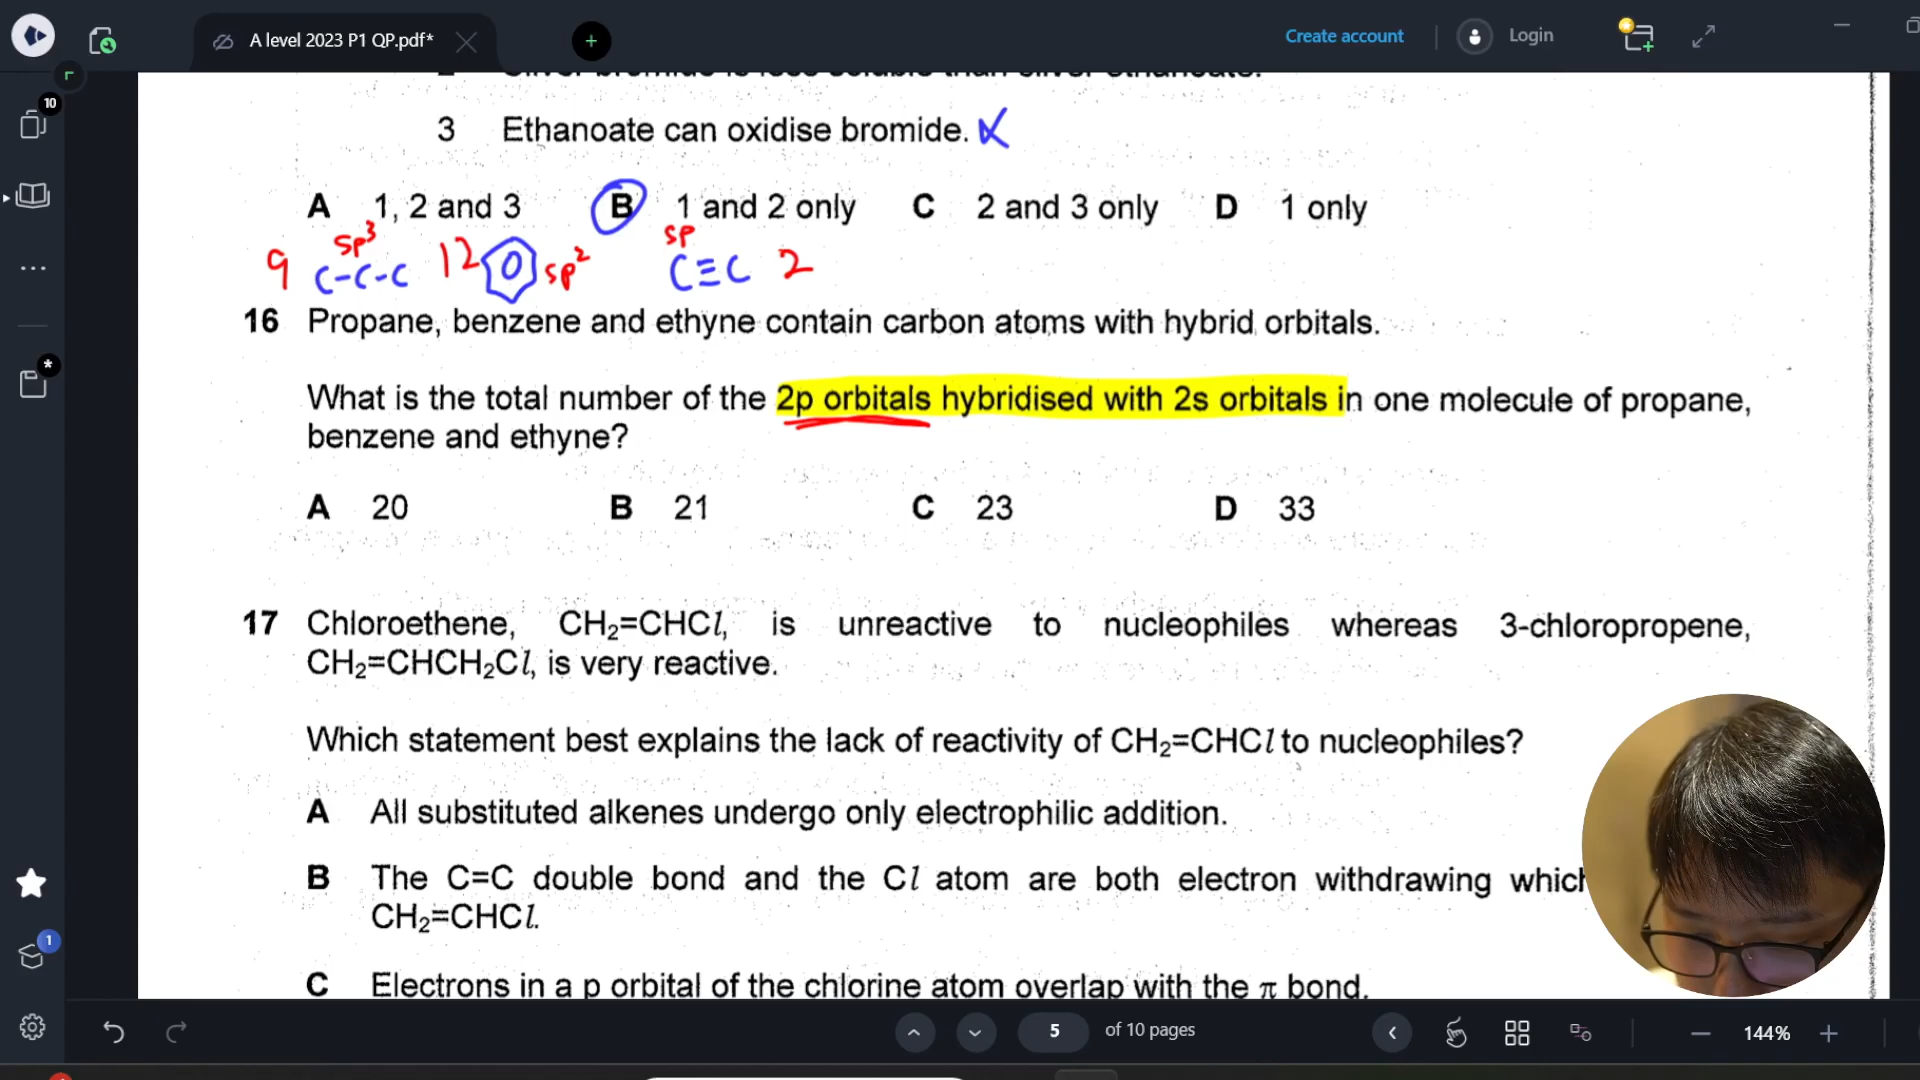 A level 2023 P1 QP.pdf*
Create account
Login
10
3 Ethanoate can oxidise bromide.
A 1, 2 and 3 B 1 and 2 only C 2 and 3 only D 1 only
9 sp³ C-C-C 12 sp² sp C≡C 2
16 Propane, benzene and ethyne contain carbon atoms with hybrid orbitals.
What is the total number of the 2p orbitals hybridised with 2s orbitals in one molecule of propane,
benzene and ethyne?
A 20 B 21 C 23 D 33
17 Chloroethene, CH₂=CHCl, is unreactive to nucleophiles whereas 3-chloropropene,
CH₂=CHCH₂Cl, is very reactive.
Which statement best explains the lack of reactivity of CH₂=CHCl to nucleophiles?
A All substituted alkenes undergo only electrophilic addition.
B The C=C double bond and the Cl atom are both electron withdrawing which
CH₂=CHCl.
C Electrons in a p orbital of the chlorine atom overlap with the π bond.
1
5 of 10 pages
144%